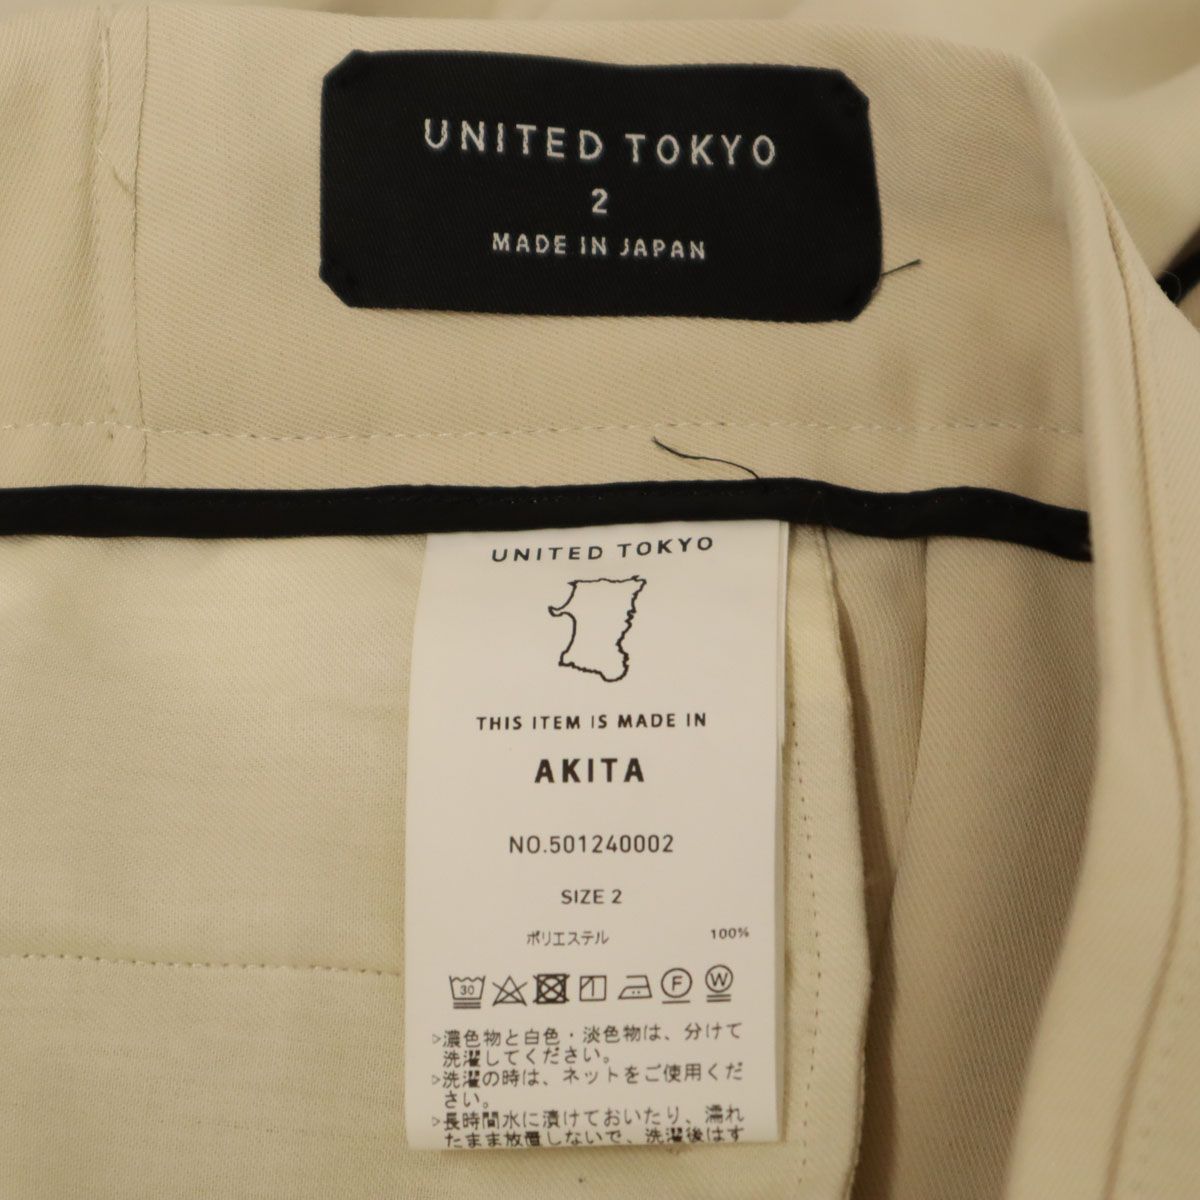 UNITED TOKYO
2
MADE IN JAPAN
UNITED TOKYO
THIS ITEM IS MADE IN
AKITA
NO.501240002
SIZE 2
ポリエステル 100%
30 F W
▷濃色物と白色・淡色物は、分けて
洗濯してください。
▷洗濯の時は、ネットをご使用くだ
さい。
▷長時間水に漬けておいたり、濡れ
たまま放置しないで、洗濯後はす